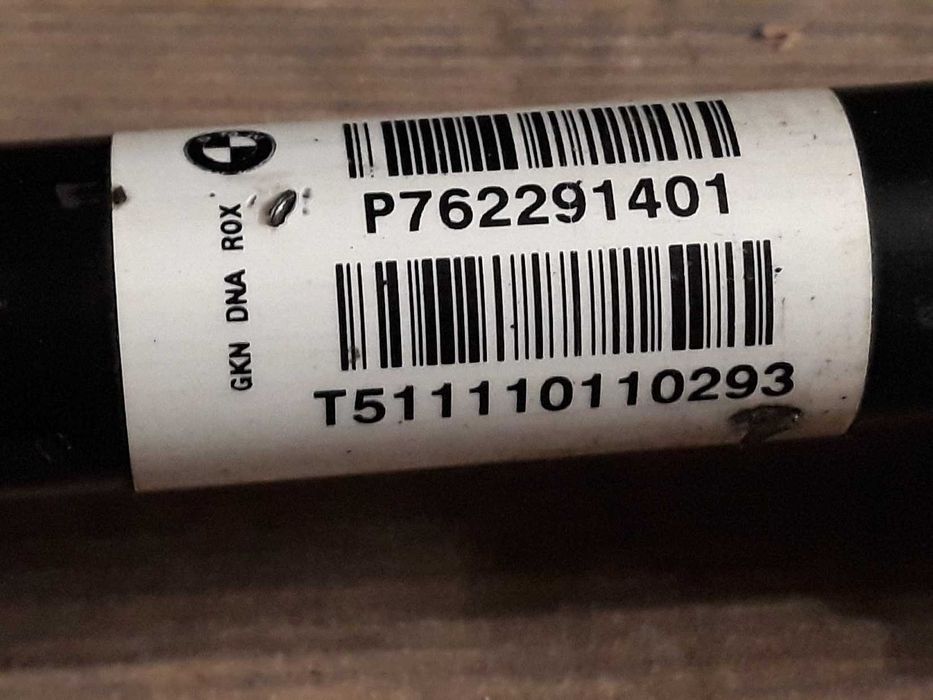 P762291401
T511110110293
GKN DNA ROX